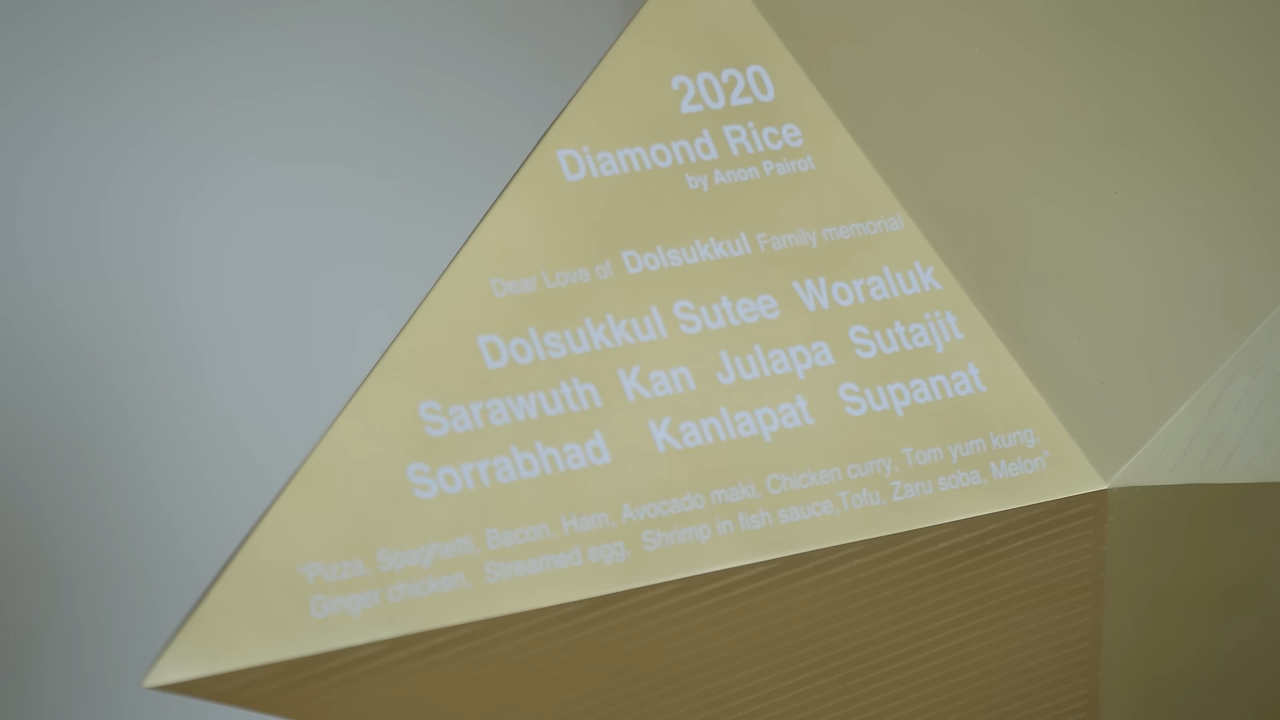 2020
Diamond Rice
by Anon Pairot
Dear Love of Dolsukkul Family memorial
Dolsukkul Sutee Woraluk
Sarawuth Kan Julapa Sutajit
Sorrabhad Kanlapat Supanat
"Pizza, Spaghetti, Bacon, Ham, Avocado maki, Chicken curry, Tom yum kung,
Ginger chicken, Streamed egg, Shrimp in fish sauce,Tofu, Zaru soba, Melon"